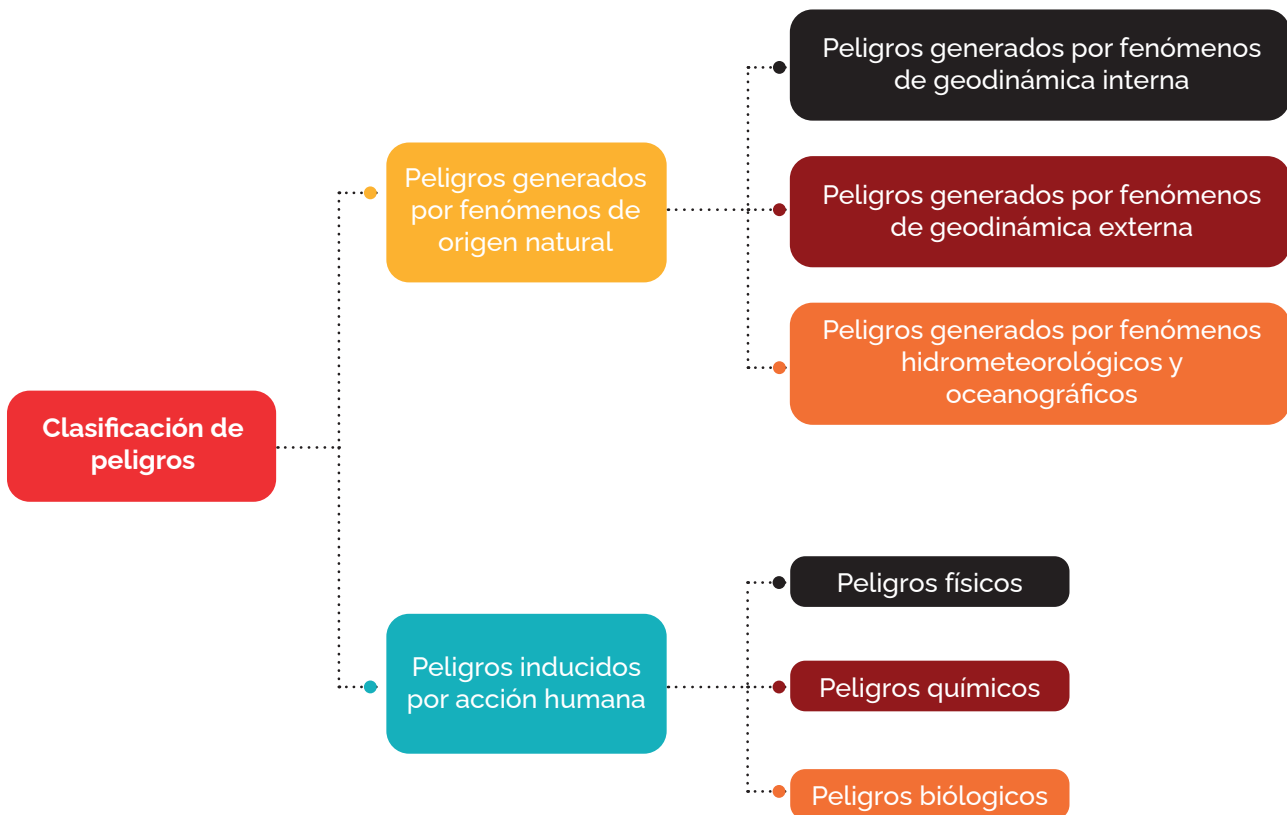 Clasificación de
peligros
Peligros generados
por fenómenos de
origen natural
Peligros generados por fenómenos
de geodinámica interna
Peligros generados por fenómenos
de geodinámica externa
Peligros generados por fenómenos
hidrometeorológicos y
oceanográficos
Peligros inducidos
por acción humana
Peligros físicos
Peligros químicos
Peligros biólogicos